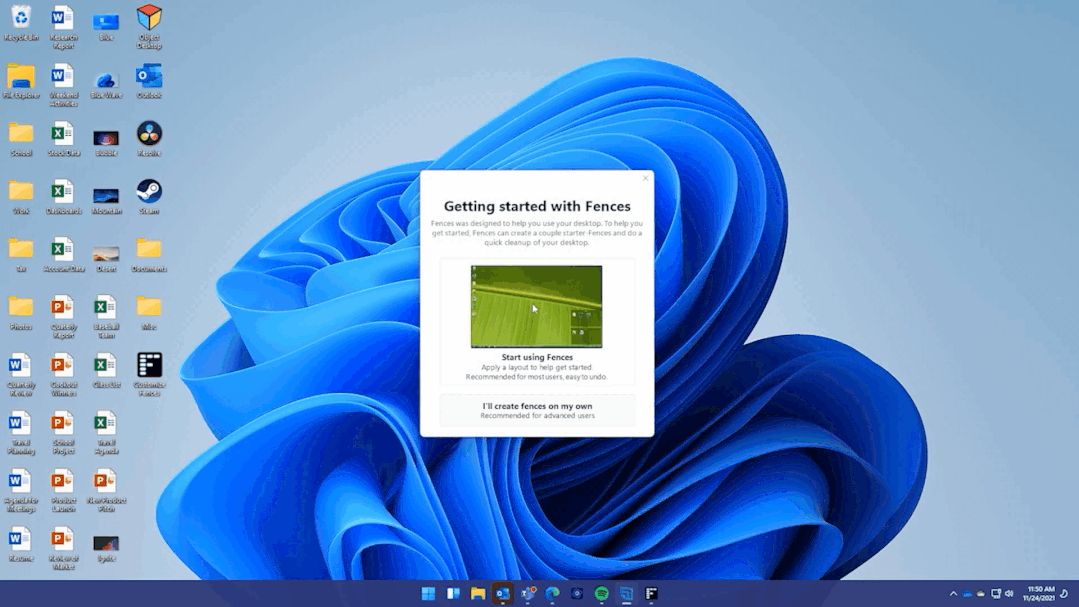 Recycle Bin
Research
Report
Blue
Object
Desktop
File Explorer
Weekend
Activities
Blue Wave
Outlook
School
Stock Data
Bubble
Resolve
Work
Dashboards
Mountain
Steam
Tax
Account Data
Desert
Documents
Photos
Quarterly
Report
Baseball
Team
Misc
Quarterly
Review
Cookout
Winners
Class List
Customize
Fences
Travel
Planning
School
Project
Travel
Agenda
Agenda for
Meetings
Product
Launch
New Product
Pitch
Resume
Review of
Market
Ignite
Getting started with Fences
Fences was designed to help you use your desktop. To help you
get started, Fences can create a couple starter Fences and do a
quick cleanup of your desktop.
Start using Fences
Apply a layout to help get started.
Recommended for most users, easy to undo.
I'll create fences on my own
Recommended for advanced users
11:50 AM
11/24/2021